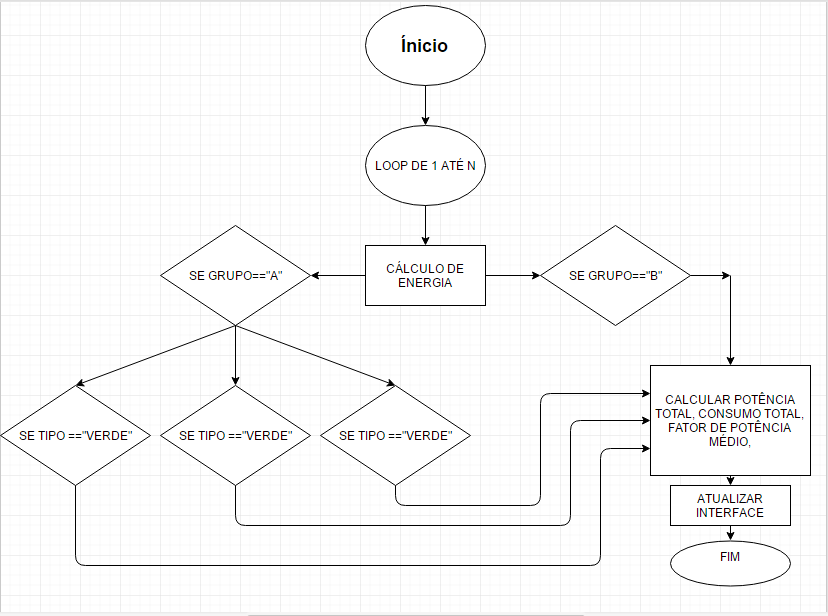 Ínicio
LOOP DE 1 ATÉ N
CÁLCULO DE
ENERGIA
SE GRUPO=="A"
SE GRUPO=="B"
SE TIPO =="VERDE"
SE TIPO =="VERDE"
SE TIPO =="VERDE"
CALCULAR POTÊNCIA
TOTAL, CONSUMO TOTAL,
FATOR DE POTÊNCIA
MÉDIO,
ATUALIZAR
INTERFACE
FIM